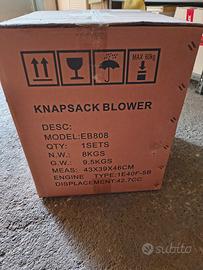 MAX 60kg
KNAPSACK BLOWER
DESC:
MODEL:EB808
QTY: 1SETS
N.W.: 8KGS
G.W.: 9.5KGS
MEAS: 43X39X46CM
ENGINE TYPE:1E40F-5B
DISPLACEMENT:42.7CC
subito